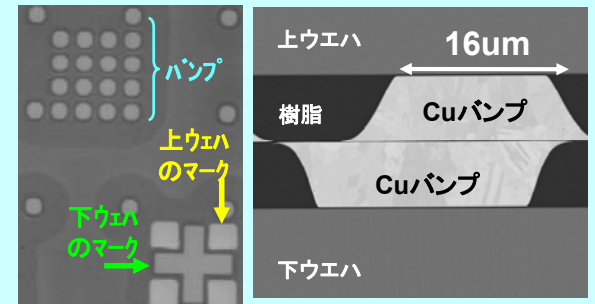 バンプ
上ウェハ
のマーク
下ウェハ
のマーク
上ウエハ
16um
樹脂
Cuバンプ
Cuバンプ
下ウエハ